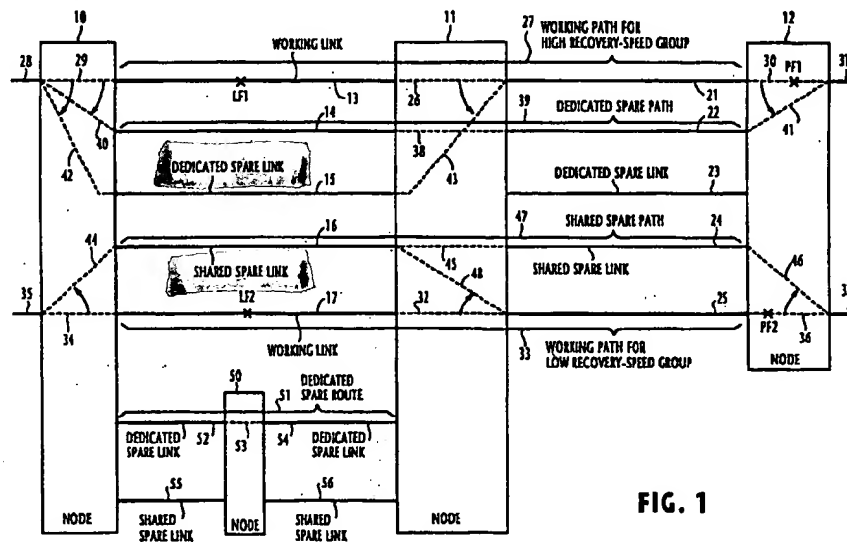 10
11
12
27 WORKING PATH FOR
HIGH RECOVERY-SPEED GROUP
28
29
WORKING LINK
LF1
13
26
39
21
30
PF1
31
DEDICATED SPARE PATH
14
22
40
38
41
42
43
DEDICATED SPARE LINK
15
DEDICATED SPARE LINK
23
47
SHARED SPARE PATH
16
24
44
SHARED SPARE LINK
45
48
SHARED SPARE LINK
46
35
LF2
17
32
25
34
WORKING LINK
33
WORKING PATH FOR
LOW RECOVERY-SPEED GROUP
PF2
36
NODE
50
51
DEDICATED
SPARE ROUTE
DEDICATED
SPARE LINK
52
53
54
DEDICATED
SPARE LINK
55
56
NODE
SHARED
SPARE LINK
NODE
SHARED
SPARE LINK
NODE
FIG. 1